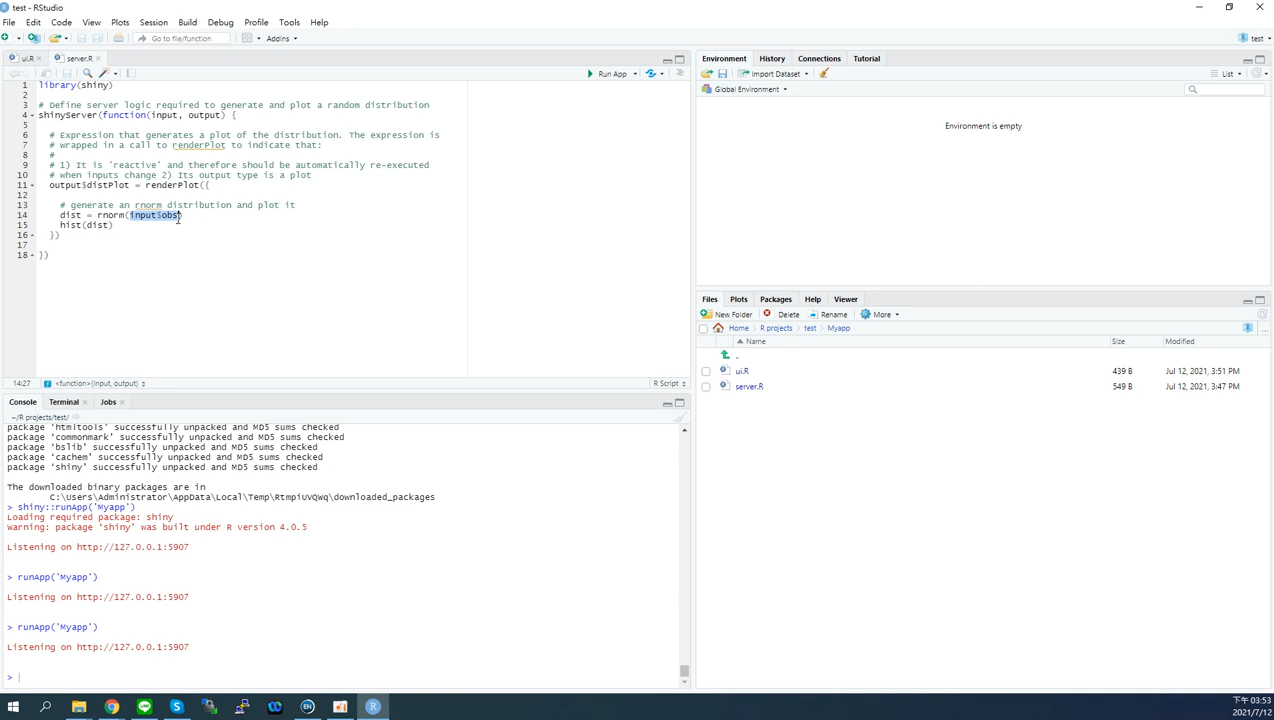 test - RStudio
File Edit Code View Plots Session Build Debug Profile Tools Help
Go to file/function Addins test
ui.R server.R
Run App
1 library(shiny)
2
3 # Define server logic required to generate and plot a random distribution
4 shinyServer(function(input, output) {
5
6 # Expression that generates a plot of the distribution. The expression is
7 # wrapped in a call to renderPlot to indicate that:
8 #
9 # 1) It is 'reactive' and therefore should be automatically re-executed
10 # when inputs change 2) Its output type is a plot
11 output$distPlot = renderPlot({
12
13 # generate an rnorm distribution and plot it
14 dist = rnorm(input$obs)
15 hist(dist)
16 })
17
18 })
14:27 <function>(input, output) R Script
Console Terminal Jobs
~/R projects/test/
package 'htmltools' successfully unpacked and MD5 sums checked
package 'commonmark' successfully unpacked and MD5 sums checked
package 'bslib' successfully unpacked and MD5 sums checked
package 'cachem' successfully unpacked and MD5 sums checked
package 'shiny' successfully unpacked and MD5 sums checked
The downloaded binary packages are in
C:\Users\Administrator\AppData\Local\Temp\RtmpiUVQWq\downloaded_packages
> shiny::runApp('Myapp')
Loading required package: shiny
Warning: package 'shiny' was built under R version 4.0.5
Listening on http://127.0.0.1:5907
> runApp('Myapp')
Listening on http://127.0.0.1:5907
> runApp('Myapp')
Listening on http://127.0.0.1:5907
>
Environment History Connections Tutorial
Import Dataset List
Global Environment
Environment is empty
Files Plots Packages Help Viewer
New Folder Delete Rename More
Home R projects test Myapp
Name Size Modified
..
ui.R 439 B Jul 12, 2021, 3:51 PM
server.R 549 B Jul 12, 2021, 3:47 PM
EN
下午 03:53
2021/7/12